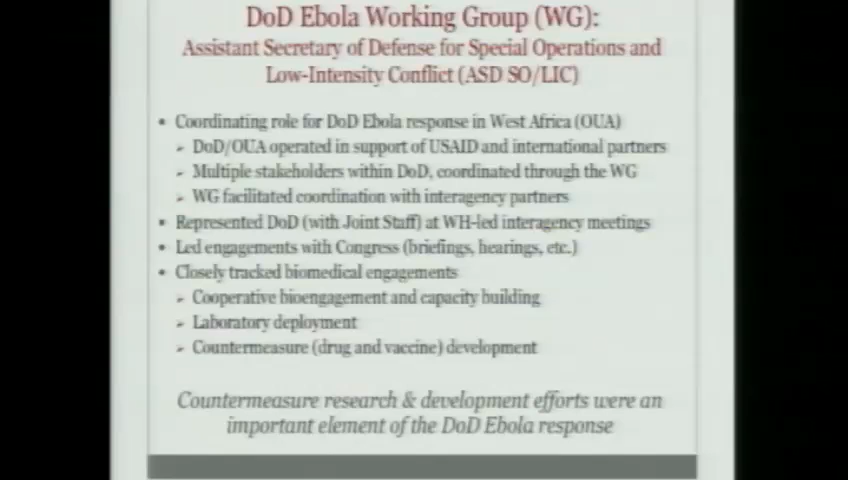 DoD Ebola Working Group (WG):
Assistant Secretary of Defense for Special Operations and
Low-Intensity Conflict (ASD SO/LIC)
• Coordinating role for DoD Ebola response in West Africa (OUA)
➢ DoD/OUA operated in support of USAID and international partners
➢ Multiple stakeholders within DoD, coordinated through the WG
➢ WG facilitated coordination with interagency partners
• Represented DoD (with Joint Staff) at WH-led interagency meetings
• Led engagements with Congress (briefings, hearings, etc.)
• Closely tracked biomedical engagements
➢ Cooperative bioengagement and capacity building
➢ Laboratory deployment
➢ Countermeasure (drug and vaccine) development
Countermeasure research & development efforts were an
important element of the DoD Ebola response